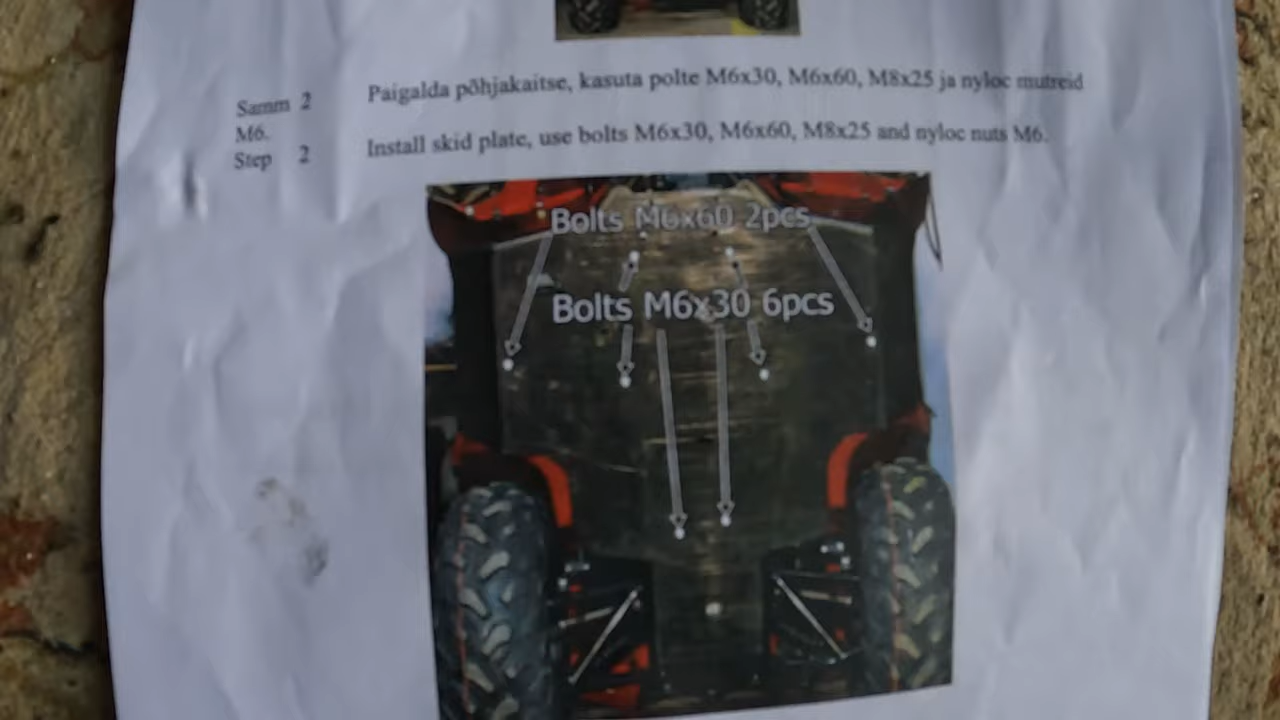 Samm 2 Paigalda põhjakaitse, kasuta polte M6x30, M6x60, M8x25 ja nyloc mutreid
M6.
Step 2 Install skid plate, use bolts M6x30, M6x60, M8x25 and nyloc nuts M6.
Bolts M6x60 2pcs
Bolts M6x30 6pcs